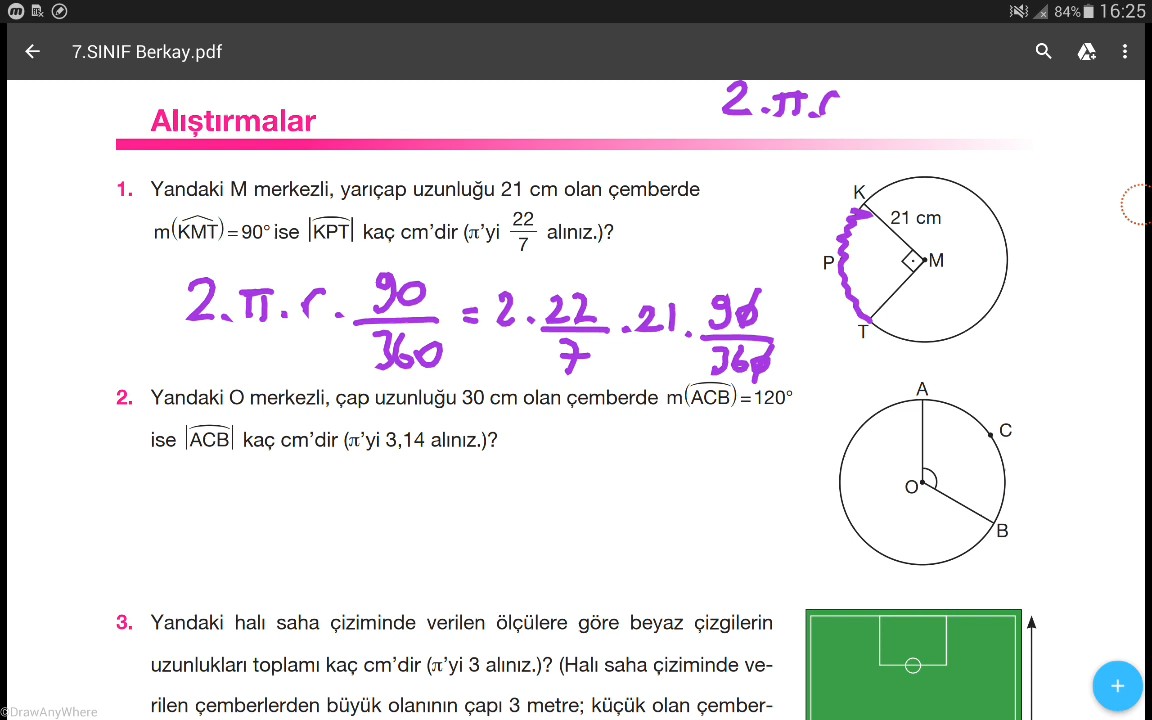 84% 16:25
7.SINIF Berkay.pdf
2.π.r
Alıştırmalar
1. Yandaki M merkezli, yarıçap uzunluğu 21 cm olan çemberde
m(KMT)=90° ise |KPT| kaç cm'dir (π'yi 22/7 alınız.)?
K
21 cm
P
M
T
2.π.r. 90/360 = 2.22/7.21.90/360
2. Yandaki O merkezli, çap uzunluğu 30 cm olan çemberde m(ACB)=120°
ise |ACB| kaç cm'dir (π'yi 3,14 alınız.)?
A
C
O
B
3. Yandaki halı saha çiziminde verilen ölçülere göre beyaz çizgilerin
uzunlukları toplamı kaç cm'dir (π'yi 3 alınız.)? (Halı saha çiziminde ve-
rilen çemberlerden büyük olanının çapı 3 metre; küçük olan çember-
©DrawAnyWhere